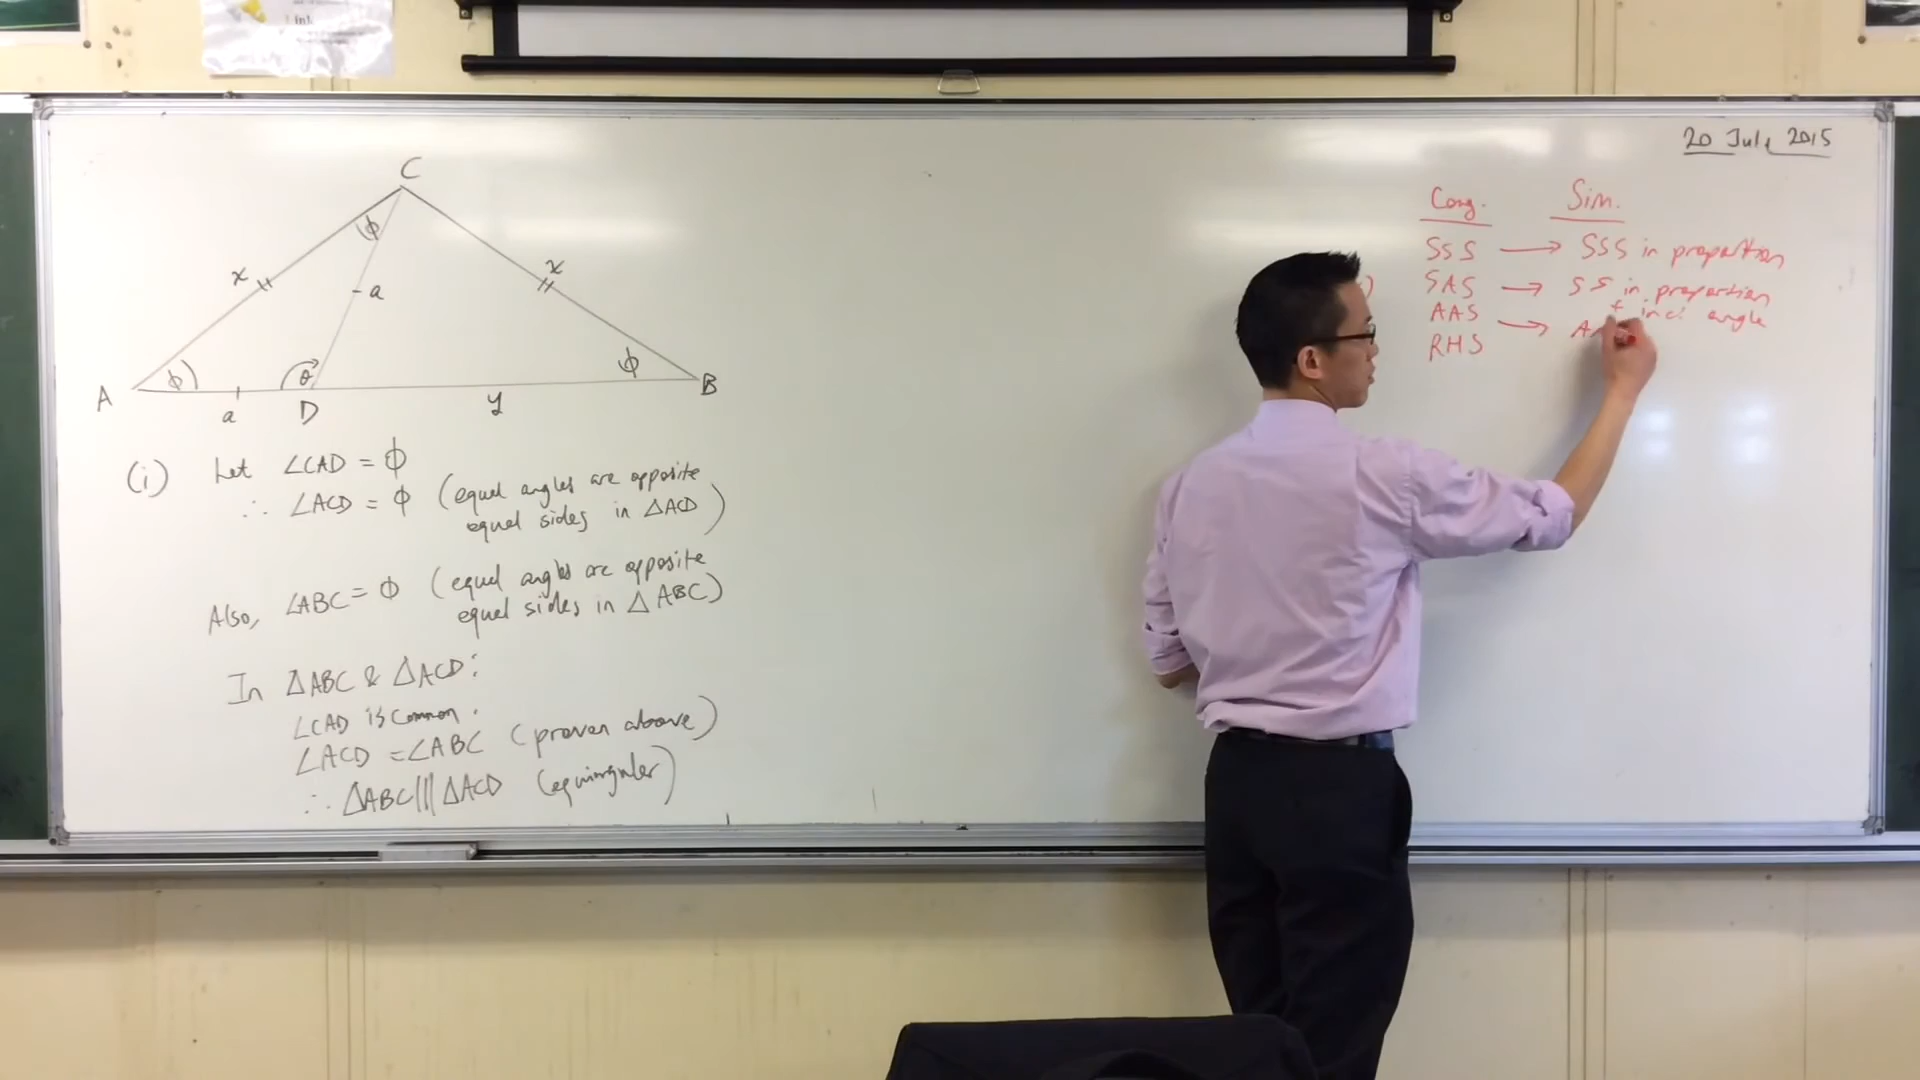 20 July 2015
C
φ
x
x
a
A
φ
θ
φ
B
a
D
y
(i) Let ∠CAD = φ
∴ ∠ACD = φ (equal angles are opposite
equal sides in △ACD)
Also, ∠ABC = φ (equal angles are opposite
equal sides in △ABC)
In △ABC & △ACD:
∠CAD is common.
∠ACD = ∠ABC (proven above)
∴ △ABC ||| △ACD (equiangular)
Cong. Sim.
SSS → SSS in proportion
SAS → SS in proportion
+ incl angle
AAS → AA
RHS